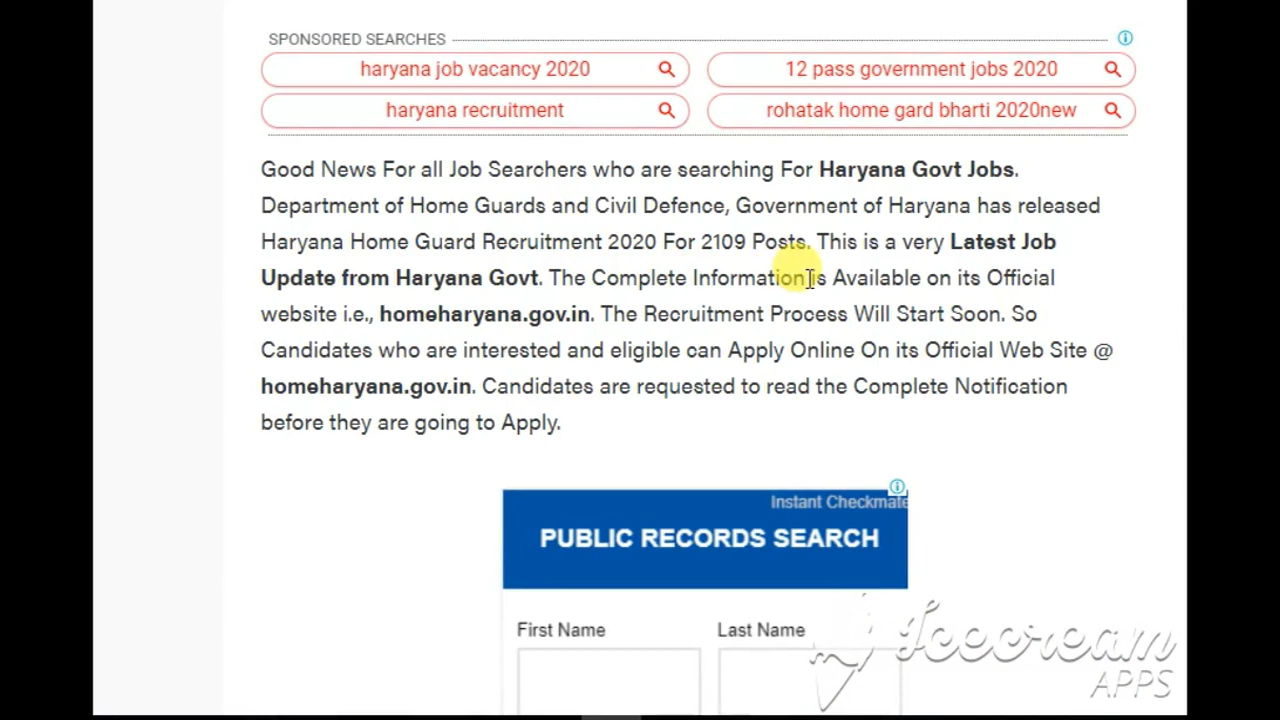 SPONSORED SEARCHES
haryana job vacancy 2020
12 pass government jobs 2020
haryana recruitment
rohatak home gard bharti 2020new
Good News For all Job Searchers who are searching For Haryana Govt Jobs.
Department of Home Guards and Civil Defence, Government of Haryana has released
Haryana Home Guard Recruitment 2020 For 2109 Posts. This is a very Latest Job
Update from Haryana Govt. The Complete Information is Available on its Official
website i.e., homeharyana.gov.in. The Recruitment Process Will Start Soon. So
Candidates who are interested and eligible can Apply Online On its Official Web Site @
homeharyana.gov.in. Candidates are requested to read the Complete Notification
before they are going to Apply.
Instant Checkmate
PUBLIC RECORDS SEARCH
First Name
Last Name
Icecream
APPS